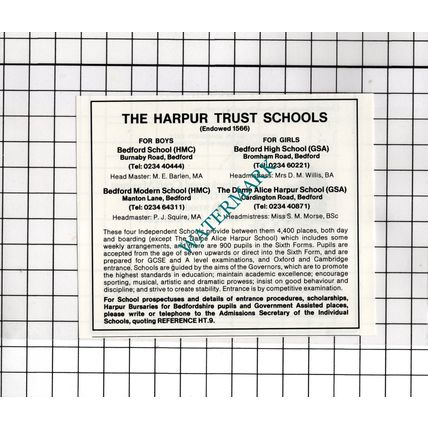 THE HARPUR TRUST SCHOOLS
(Endowed 1566)
FOR BOYS
Bedford School (HMC)
Burnaby Road, Bedford
(Tel: 0234 40444)
Head Master: M. E. Barlen, MA
FOR GIRLS
Bedford High School (GSA)
Bromham Road, Bedford
(Tel: 0234 60221)
Headmistress: Mrs D. M. Willis, BA
Bedford Modern School (HMC)
Manton Lane, Bedford
(Tel: 0234 64311)
Headmaster: P. J. Squire, MA
The Dame Alice Harpur School (GSA)
Cardington Road, Bedford
(Tel: 0234 40871)
Headmistress: Miss S. M. Morse, BSc
WATERMARK
These four Independent Schools provide between them 4,400 places, both day
and boarding (except The Dame Alice Harpur School) which includes some
weekly arrangements, and there are 900 pupils in the Sixth Forms. Pupils are
accepted from the age of seven upwards or direct into the Sixth Form, and are
prepared for GCSE and A level examinations, and Oxford and Cambridge
entrance. Schools are guided by the aims of the Governors, which are to promote
the highest standards in education; maintain academic excellence; encourage
sporting, musical, artistic and dramatic prowess; insist on good behaviour and
discipline; and strive to create stability. Entrance is by competitive examination.
For School prospectuses and details of entrance procedures, scholarships,
Harpur Bursaries for Bedfordshire pupils and Government Assisted places,
please write or telephone to the Admissions Secretary of the Individual
Schools, quoting REFERENCE HT.9.